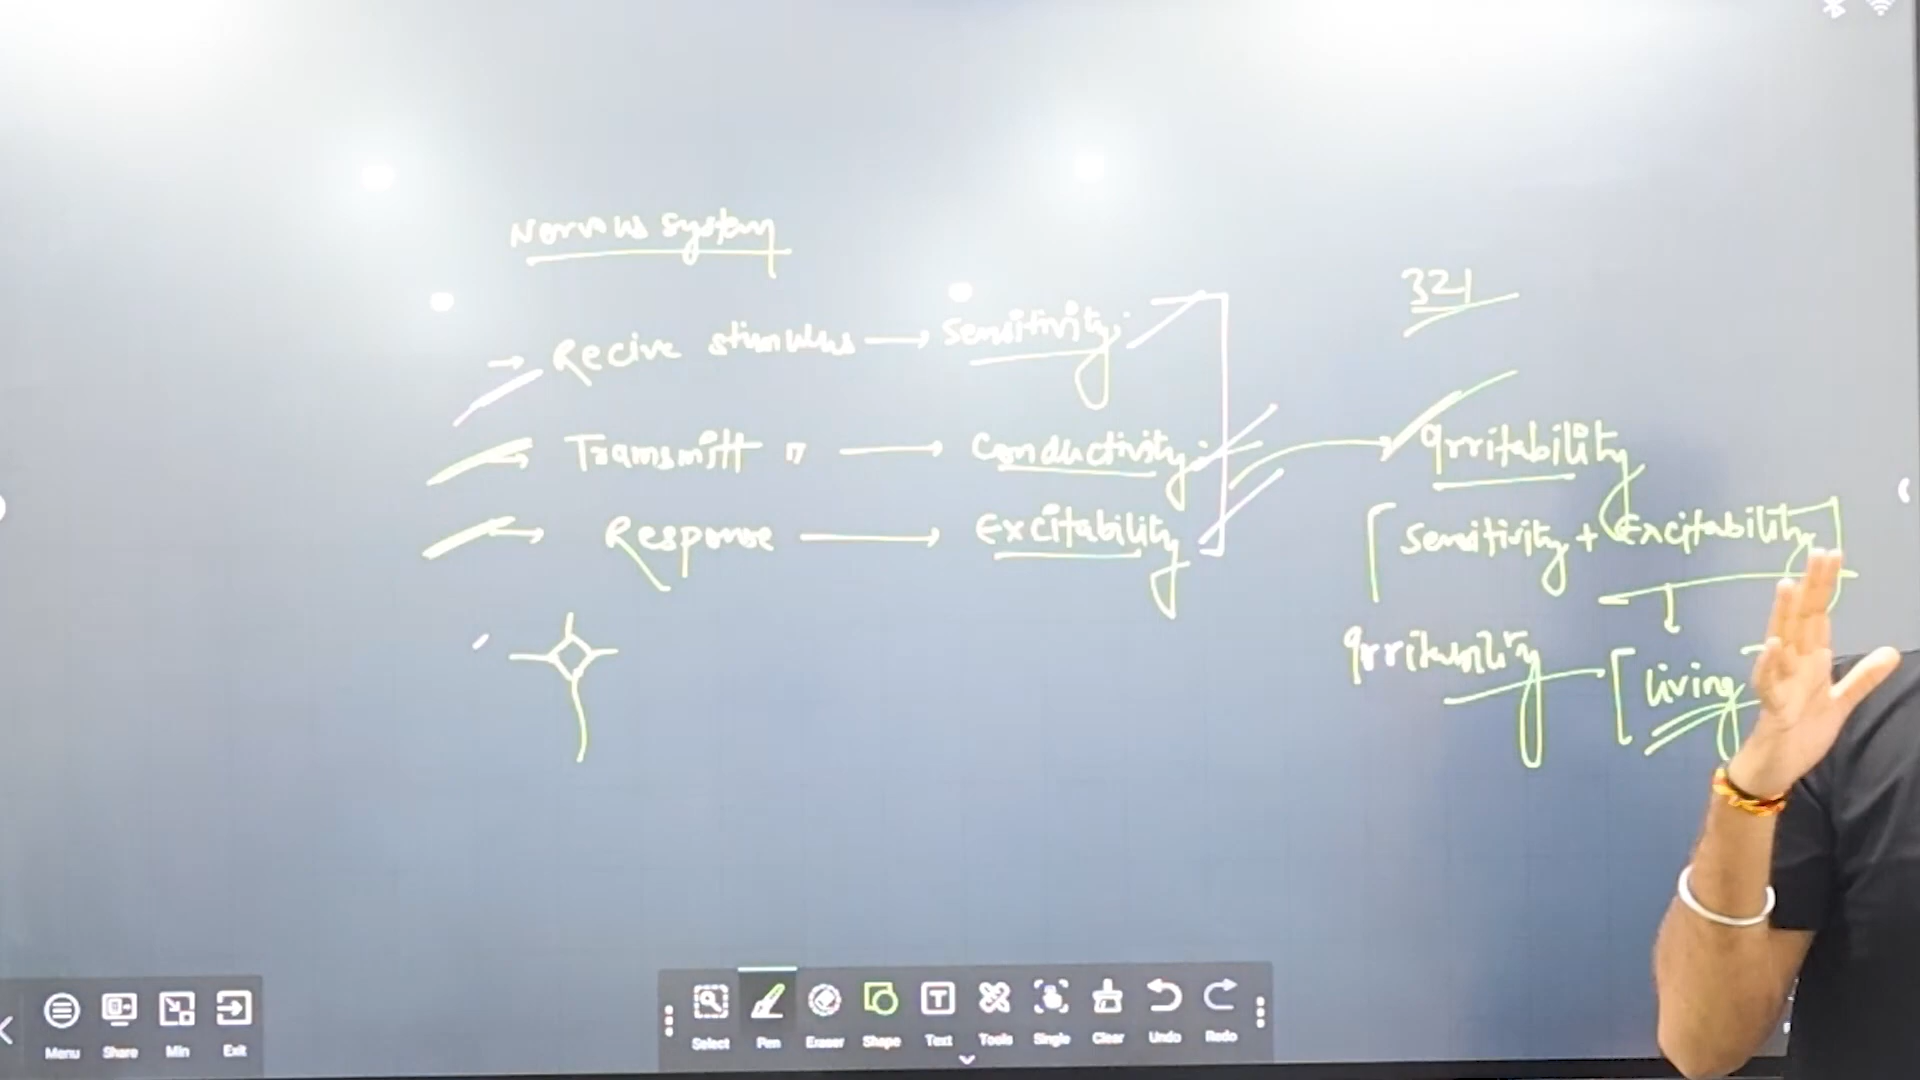 Nervous system
321
→ Recive stimulus → Sensitivity
→ Transmitt " → Conductivity
→ Response → Excitability
→ Irritability
[Sensitivity + Excitability]
Irritability — [living
Menu Share Min Exit
Select Pen Eraser Shape Text Tools Single Clear Undo Redo